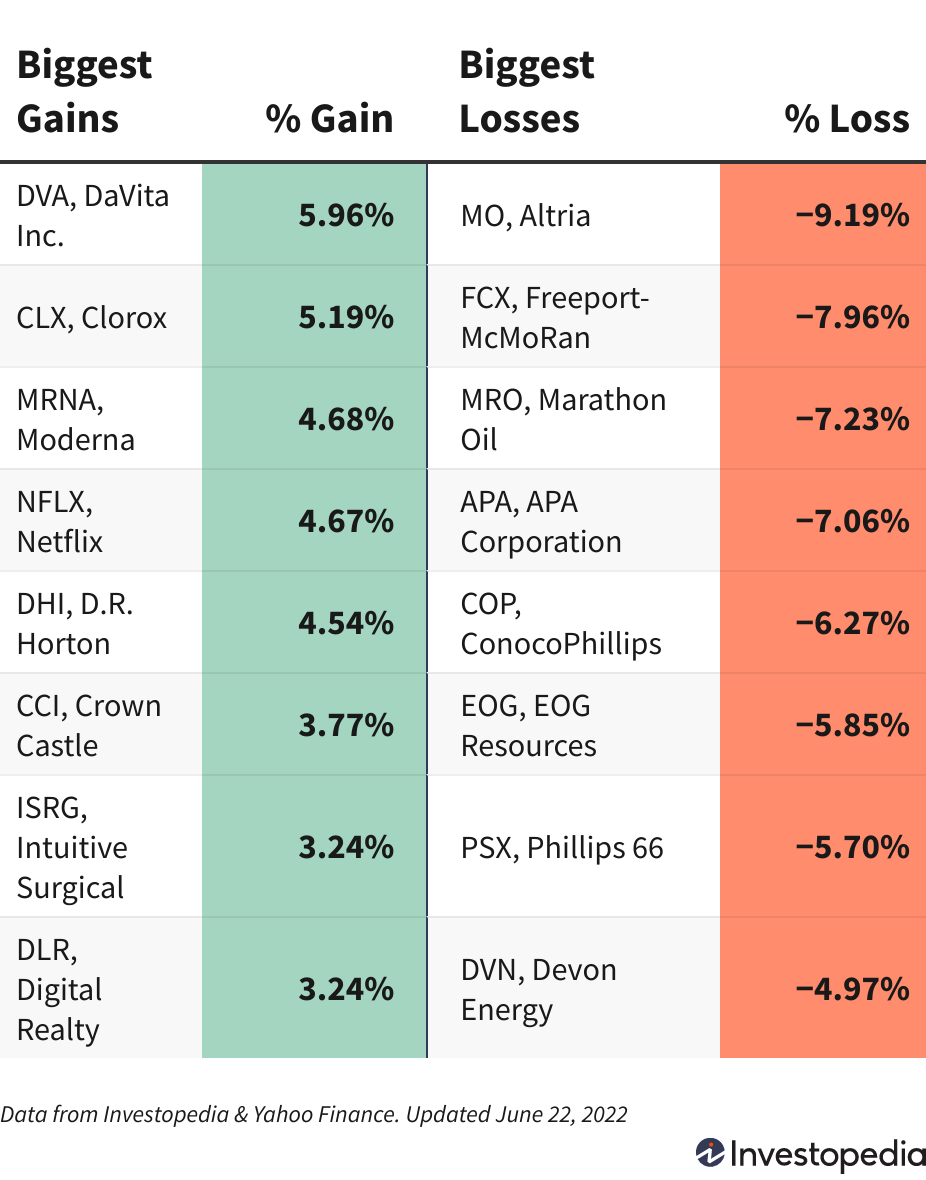 Biggest Gains
% Gain
Biggest Losses
% Loss
DVA, DaVita
Inc.
5.96%
MO, Altria
−9.19%
CLX, Clorox
5.19%
FCX, Freeport-
McMoRan
−7.96%
MRNA,
Moderna
4.68%
MRO, Marathon
Oil
−7.23%
NFLX,
Netflix
4.67%
APA, APA
Corporation
−7.06%
DHI, D.R.
Horton
4.54%
COP,
ConocoPhillips
−6.27%
CCI, Crown
Castle
3.77%
EOG, EOG
Resources
−5.85%
ISRG,
Intuitive
Surgical
3.24%
PSX, Phillips 66
−5.70%
DLR,
Digital
Realty
3.24%
DVN, Devon
Energy
−4.97%
Data from Investopedia & Yahoo Finance. Updated June 22, 2022
Investopedia